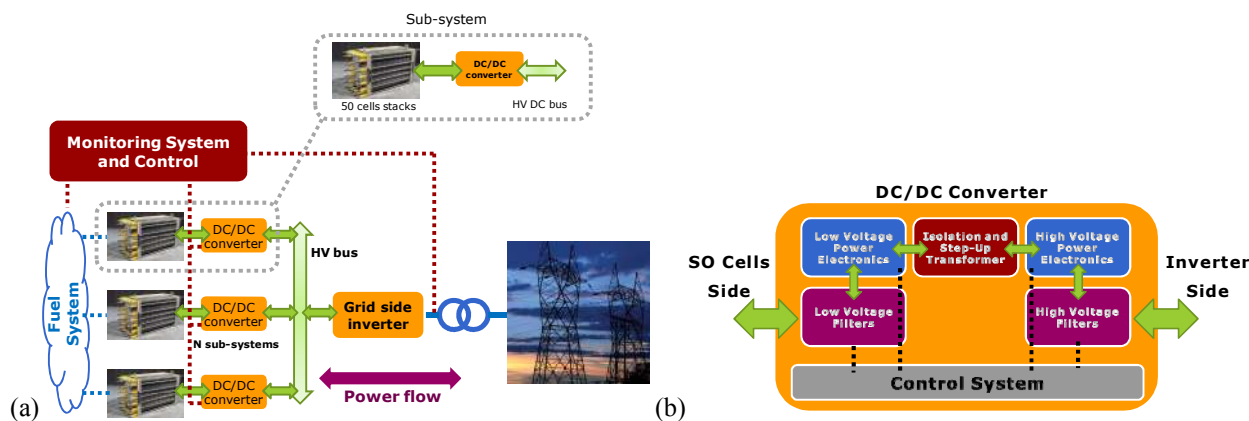 Sub-system
DC/DC
converter
50 cells stacks
HV DC bus
Monitoring System
and Control
DC/DC
converter
HV bus
Fuel
System
DC/DC
converter
Grid side
inverter
N sub-systems
DC/DC
converter
Power flow
(a)
DC/DC Converter
Low Voltage
Power
Electronics
Isolation and
Step-Up
Transformer
High Voltage
Power
Electronics
SO Cells
Side
Inverter
Side
Low Voltage
Filters
High Voltage
Filters
Control System
(b)